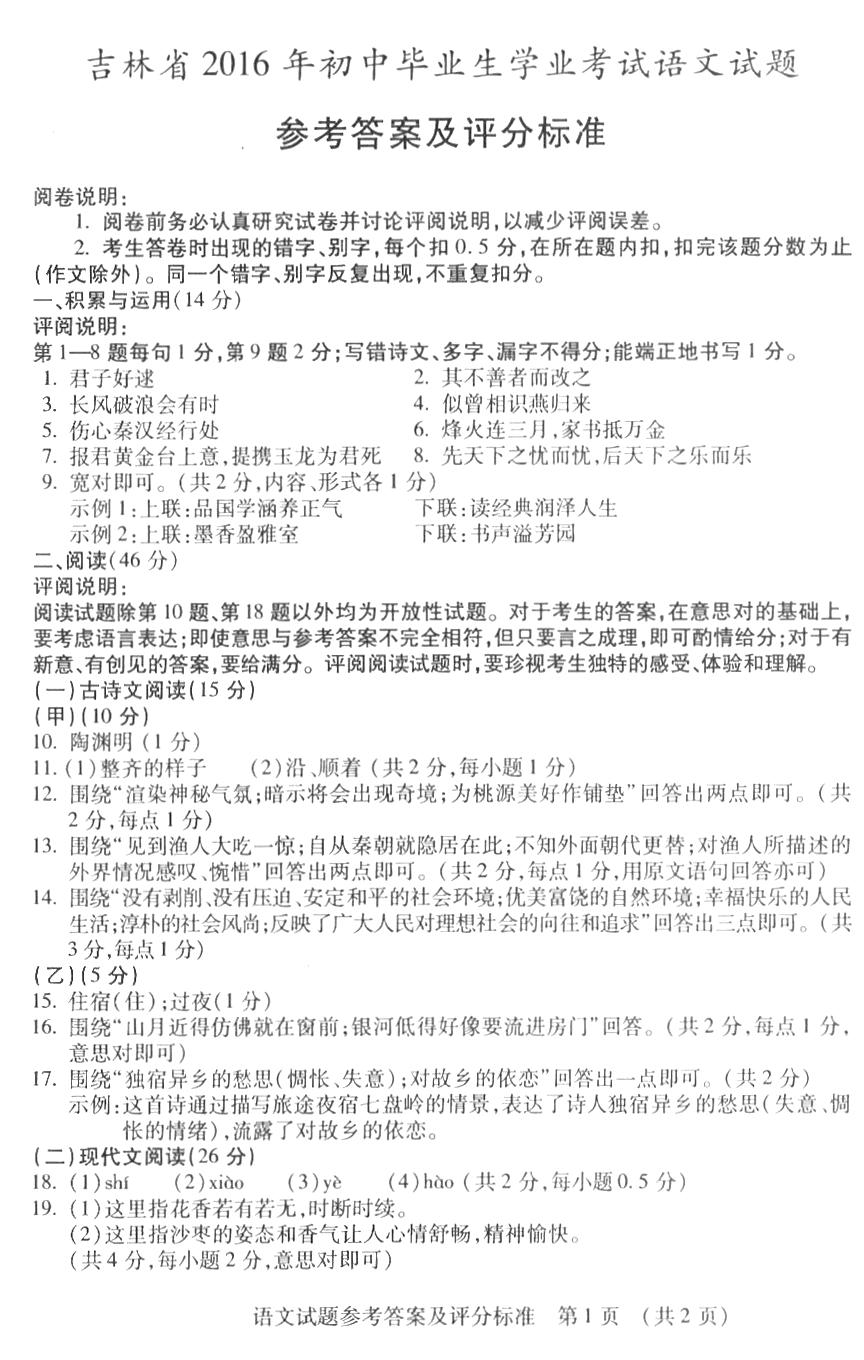 吉林省 2016 年初中毕业生学业考试语文试题
参考答案及评分标准
阅卷说明：
1. 阅卷前务必认真研究试卷并讨论评阅说明，以减少评阅误差。
2. 考生答卷时出现的错字、别字，每个扣 0.5 分，在所在题内扣，扣完该题分数为止
(作文除外)。同一个错字、别字反复出现，不重复扣分。
一、积累与运用(14 分)
评阅说明：
第 1—8 题每句 1 分，第 9 题 2 分；写错诗文、多字、漏字不得分；能端正地书写 1 分。
1. 君子好逑 2. 其不善者而改之
3. 长风破浪会有时 4. 似曾相识燕归来
5. 伤心秦汉经行处 6. 烽火连三月，家书抵万金
7. 报君黄金台上意，提携玉龙为君死 8. 先天下之忧而忧，后天下之乐而乐
9. 宽对即可。(共 2 分，内容、形式各 1 分)
示例 1：上联：品国学涵养正气 下联：读经典润泽人生
示例 2：上联：墨香盈雅室 下联：书声溢芳园
二、阅读(46 分)
评阅说明：
阅读试题除第 10 题、第 18 题以外均为开放性试题。对于考生的答案，在意思对的基础上，
要考虑语言表达；即使意思与参考答案不完全相符，但只要言之成理，即可酌情给分；对于有
新意、有创见的答案，要给满分。评阅阅读试题时，要珍视考生独特的感受、体验和理解。
(一)古诗文阅读(15 分)
(甲)(10 分)
10. 陶渊明 (1 分)
11. (1)整齐的样子 (2)沿、顺着 (共 2 分，每小题 1 分)
12. 围绕“渲染神秘气氛；暗示将会出现奇境；为桃源美好作铺垫”回答出两点即可。(共
2 分，每点 1 分)
13. 围绕“见到渔人大吃一惊；自从秦朝就隐居在此；不知外面朝代更替；对渔人所描述的
外界情况感叹、惋惜”回答出两点即可。(共 2 分，每点 1 分，用原文语句回答亦可)
14. 围绕“没有剥削、没有压迫、安定和平的社会环境；优美富饶的自然环境；幸福快乐的人民
生活；淳朴的社会风尚；反映了广大人民对理想社会的向往和追求”回答出三点即可。(共
3 分，每点 1 分)
(乙)(5 分)
15. 住宿(住)；过夜(1 分)
16. 围绕“山月近得仿佛就在窗前；银河低得好像要流进房门”回答。(共 2 分，每点 1 分，
意思对即可)
17. 围绕“独宿异乡的愁思(惆怅、失意)；对故乡的依恋”回答出一点即可。(共 2 分)
示例：这首诗通过描写旅途夜宿七盘岭的情景，表达了诗人独宿异乡的愁思(失意、惆
怅的情绪)，流露了对故乡的依恋。
(二)现代文阅读(26 分)
18. (1)shí (2)xiào (3)yè (4)hào (共 2 分，每小题 0.5 分)
19. (1)这里指花香若有若无，时断时续。
(2)这里指沙枣的姿态和香气让人心情舒畅，精神愉快。
(共 4 分，每小题 2 分，意思对即可)
语文试题参考答案及评分标准 第 1 页 (共 2 页)